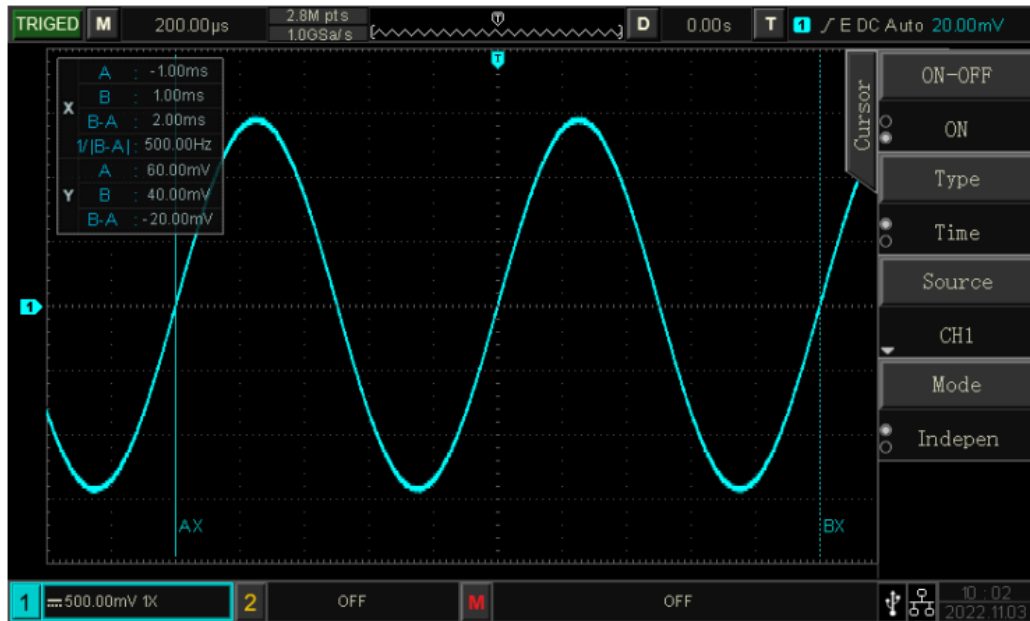 TRIGED M 200.00µs 2.8M pts D 0.00s T 1 E DC Auto 20.00mV
1.0GSa/s
T
T
X
A : -1.00ms
B : 1.00ms
B-A : 2.00ms
1/|B-A| : 500.00Hz
Y
A : 60.00mV
B : 40.00mV
B-A : -20.00mV
1
AX
BX
Cursor
ON-OFF
ON
Type
Time
Source
CH1
Mode
Indepen
1 500.00mV 1X 2 OFF M OFF
10 : 02
2022.11.03